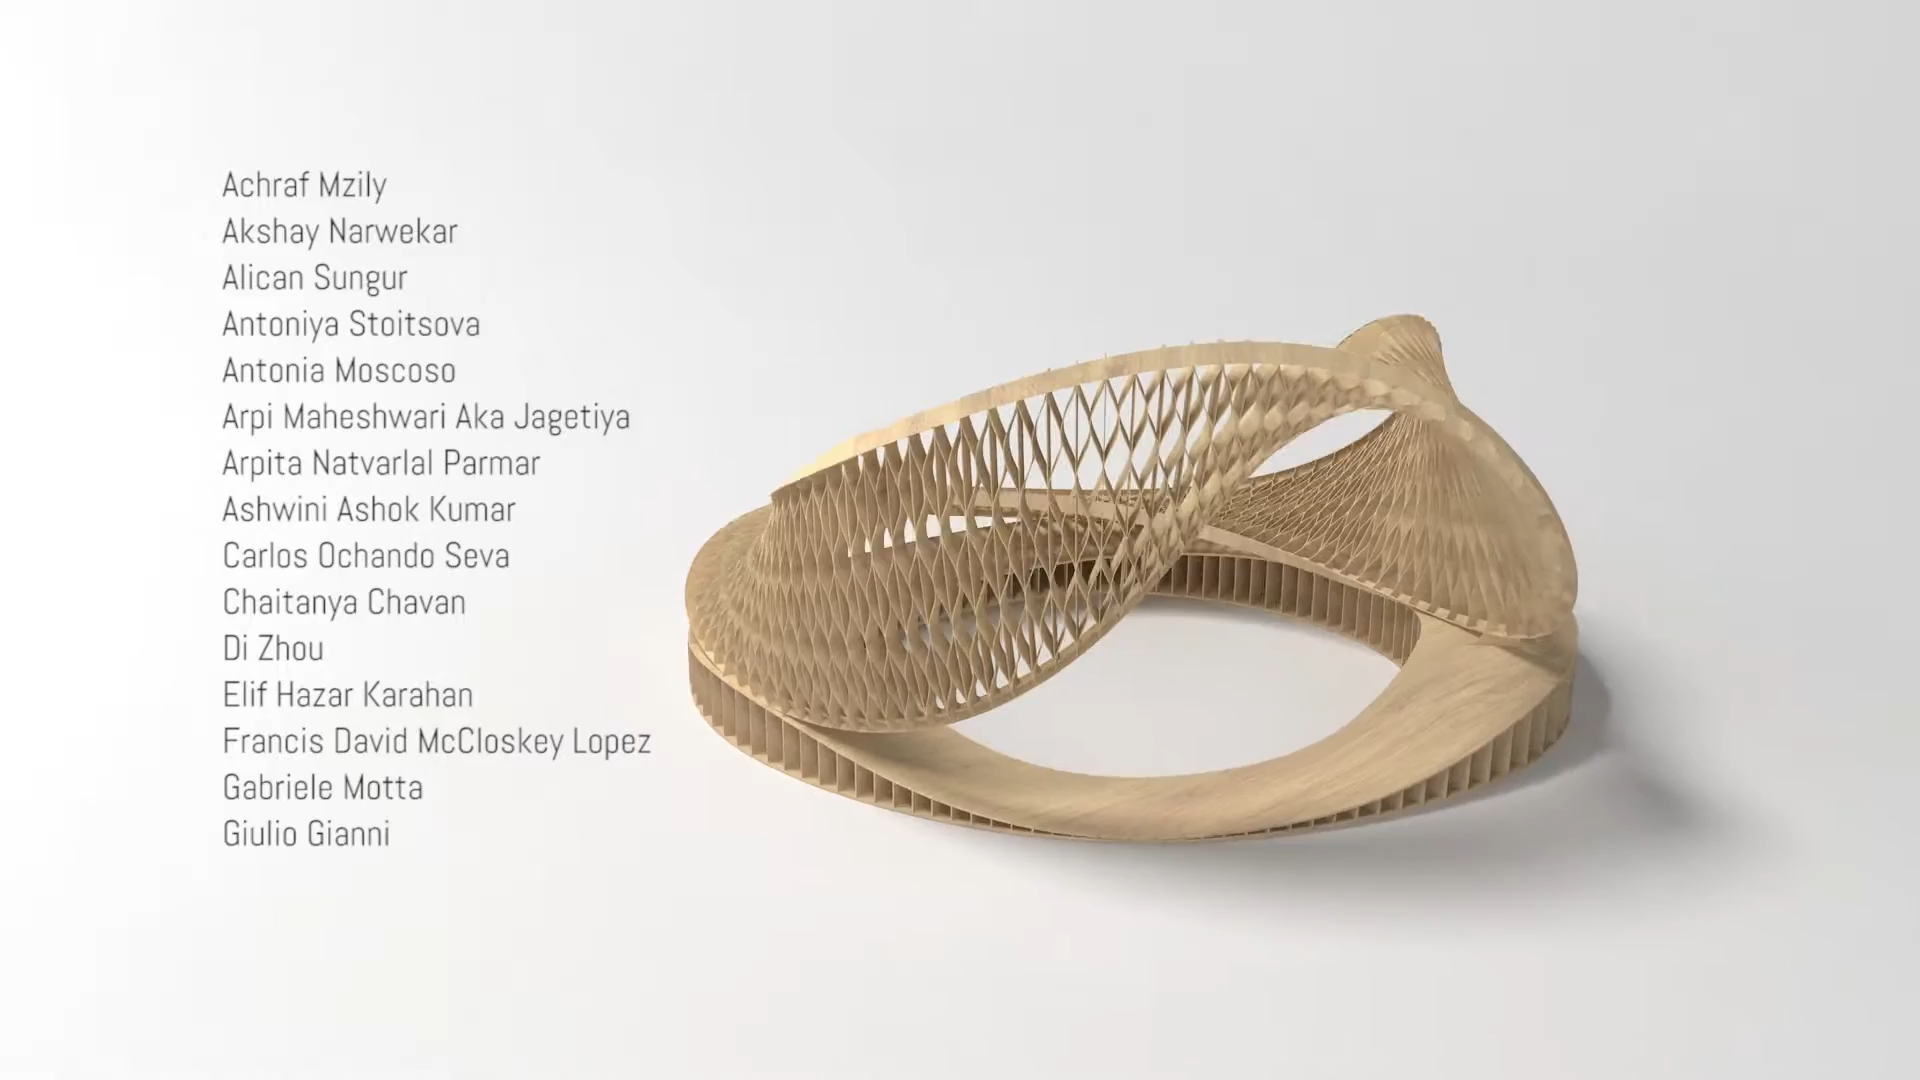 Achraf Mzily
Akshay Narwekar
Alican Sungur
Antoniya Stoitsova
Antonia Moscoso
Arpi Maheshwari Aka Jagetiya
Arpita Natvarlal Parmar
Ashwini Ashok Kumar
Carlos Ochando Seva
Chaitanya Chavan
Di Zhou
Elif Hazar Karahan
Francis David McCloskey Lopez
Gabriele Motta
Giulio Gianni